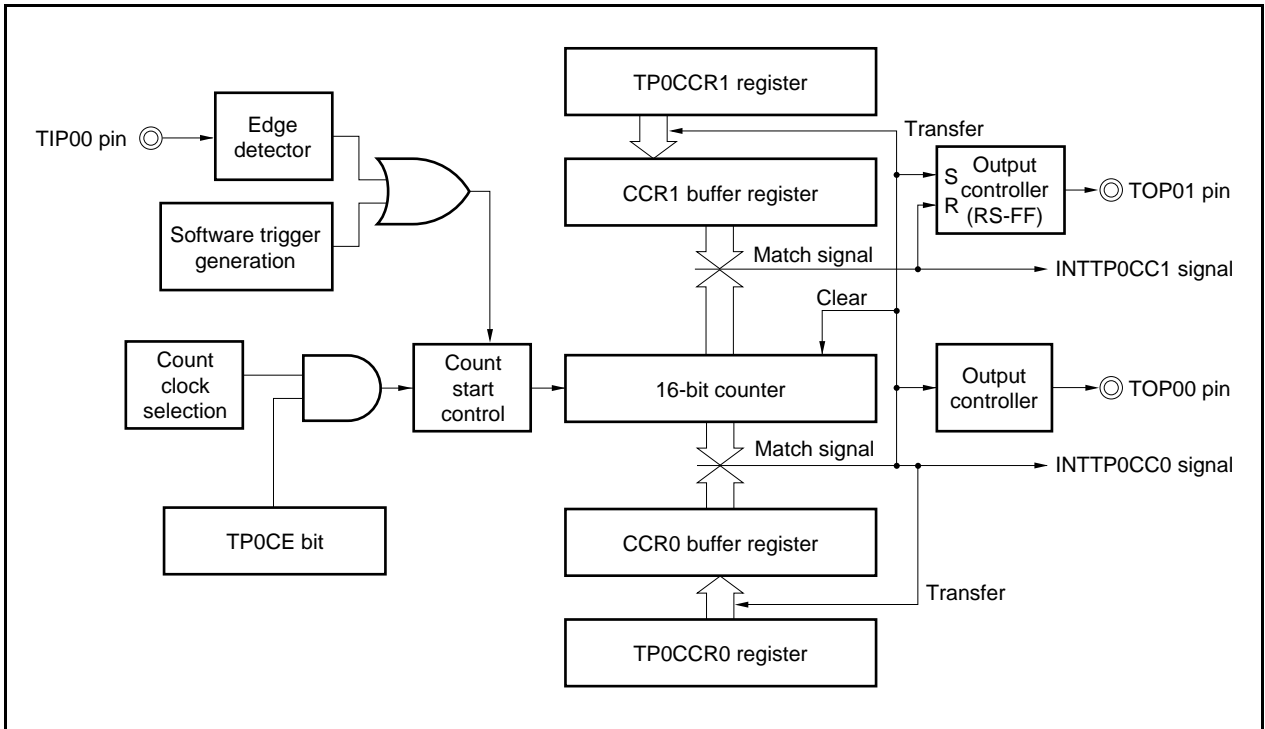 TP0CCR1 register
TIP00 pin
Edge
detector
Transfer
CCR1 buffer register
S
R
Output
controller
(RS-FF)
TOP01 pin
Software trigger
generation
Match signal
INTTP0CC1 signal
Clear
Count
clock
selection
Count
start
control
16-bit counter
Output
controller
TOP00 pin
Match signal
INTTP0CC0 signal
TP0CE bit
CCR0 buffer register
Transfer
TP0CCR0 register